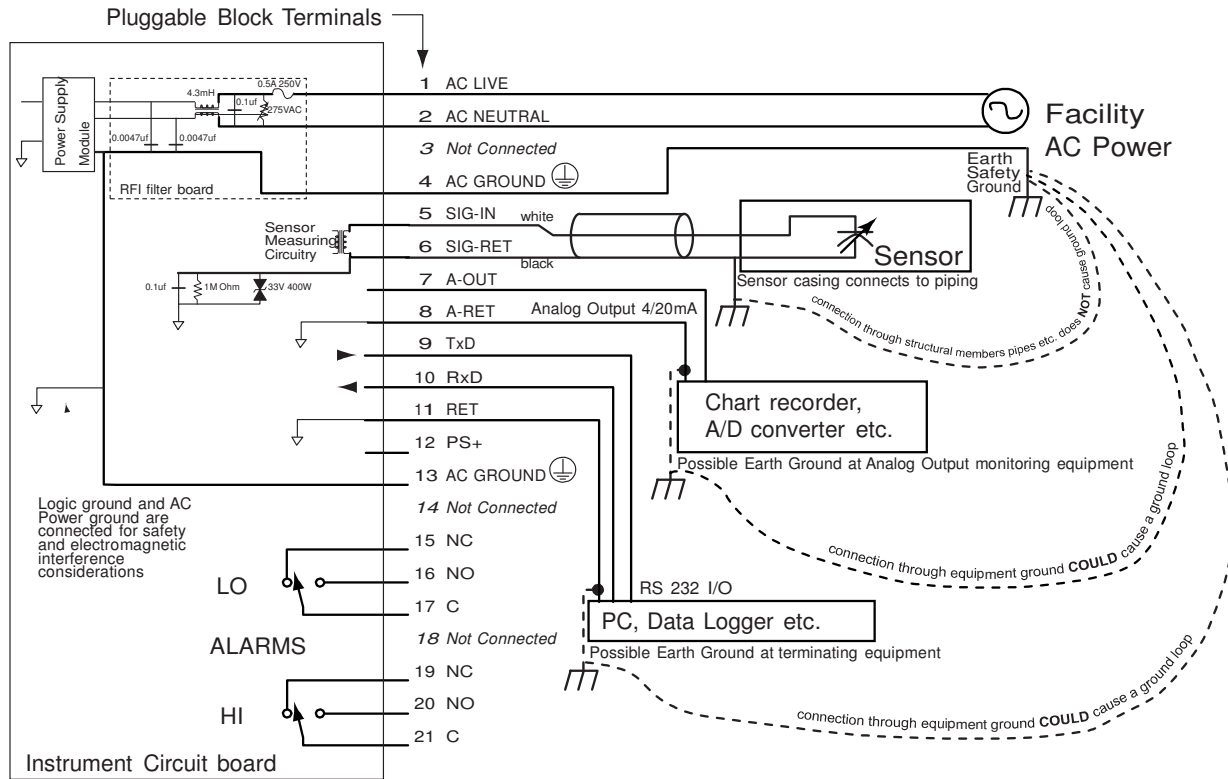 Pluggable Block Terminals
Power Supply
Module
4.3mH
0.5A 250V
0.1uf
275VAC
0.0047uf
0.0047uf
RFI filter board
1 AC LIVE
2 AC NEUTRAL
3 Not Connected
4 AC GROUND
5 SIG-IN
6 SIG-RET
7 A-OUT
8 A-RET
9 TxD
10 RxD
11 RET
12 PS+
13 AC GROUND
14 Not Connected
15 NC
16 NO
17 C
18 Not Connected
19 NC
20 NO
21 C
Facility
AC Power
Earth
Safety
Ground
white
black
Sensor
Measuring
Circuitry
0.1uf
1M Ohm
33V 400W
Sensor
Sensor casing connects to piping
connection through structural members pipes etc. does NOT cause ground loop
Analog Output 4/20mA
Chart recorder,
A/D converter etc.
Possible Earth Ground at Analog Output monitoring equipment
connection through equipment ground COULD cause a ground loop
RS 232 I/O
PC, Data Logger etc.
Possible Earth Ground at terminating equipment
connection through equipment ground COULD cause a ground loop
Logic ground and AC
Power ground are
connected for safety
and electromagnetic
interference
considerations
LO
ALARMS
HI
Instrument Circuit board